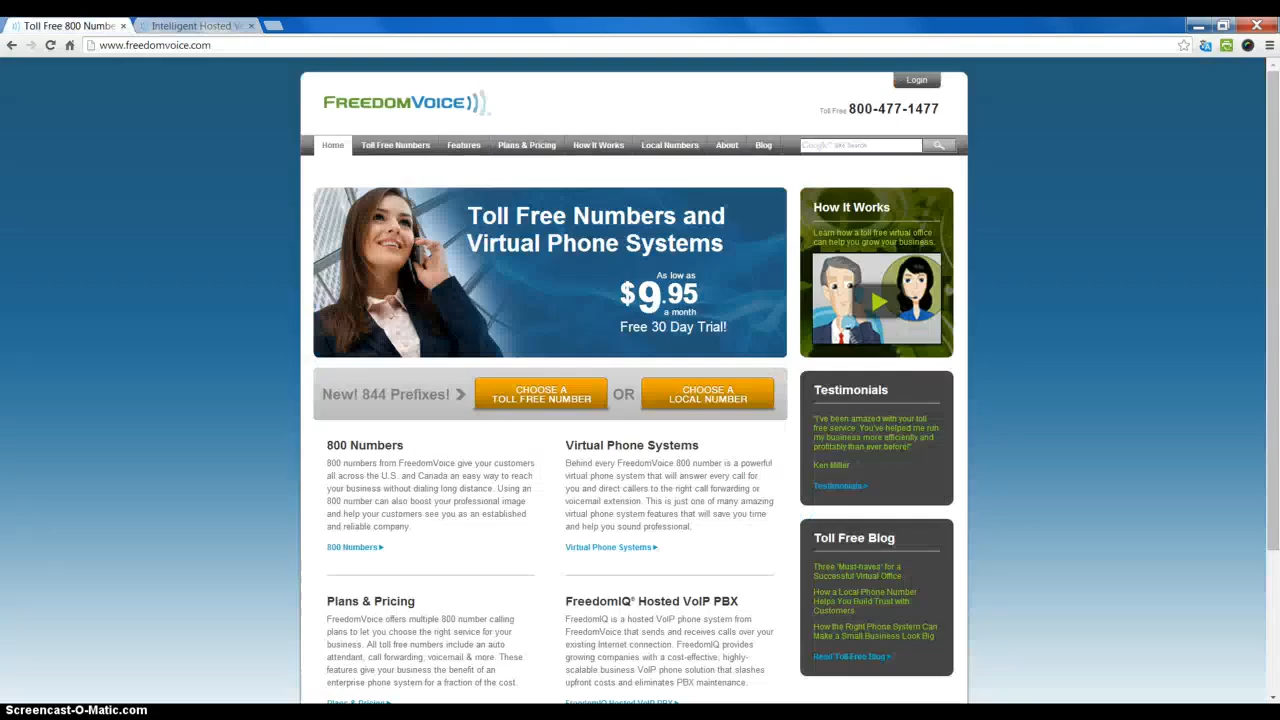 Toll Free 800 Numbe
Intelligent Hosted V
www.freedomvoice.com
Login
FREEDOMVOICE
Toll Free 800-477-1477
Home Toll Free Numbers Features Plans & Pricing How It Works Local Numbers About Blog
Google™ Site Search
Toll Free Numbers and
Virtual Phone Systems
As low as
$9.95
a month
Free 30 Day Trial!
How It Works
Learn how a toll free virtual office
can help you grow your business.
New! 844 Prefixes!
CHOOSE A
TOLL FREE NUMBER
OR
CHOOSE A
LOCAL NUMBER
Testimonials
"I've been amazed with your toll
free service. You've helped me run
my business more efficiently and
profitably than ever before!"
Ken Miller
Testimonials >
800 Numbers
800 numbers from FreedomVoice give your customers
all across the U.S. and Canada an easy way to reach
your business without dialing long distance. Using an
800 number can also boost your professional image
and help your customers see you as an established
and reliable company.
800 Numbers
Virtual Phone Systems
Behind every FreedomVoice 800 number is a powerful
virtual phone system that will answer every call for
you and direct callers to the right call forwarding or
voicemail extension. This is just one of many amazing
virtual phone system features that will save you time
and help you sound professional.
Virtual Phone Systems
Toll Free Blog
Three 'Must-haves' for a
Successful Virtual Office
How a Local Phone Number
Helps You Build Trust with
Customers
How the Right Phone System Can
Make a Small Business Look Big
Read Toll Free Blog >
Plans & Pricing
FreedomVoice offers multiple 800 number calling
plans to let you choose the right service for your
business. All toll free numbers include an auto
attendant, call forwarding, voicemail & more. These
features give your business the benefit of an
enterprise phone system for a fraction of the cost.
Plans & Pricing
FreedomIQ® Hosted VoIP PBX
FreedomIQ is a hosted VoIP phone system from
FreedomVoice that sends and receives calls over your
existing Internet connection. FreedomIQ provides
growing companies with a cost-effective, highly-
scalable business VoIP phone solution that slashes
upfront costs and eliminates PBX maintenance.
FreedomIQ Hosted VoIP PBX
Screencast-O-Matic.com